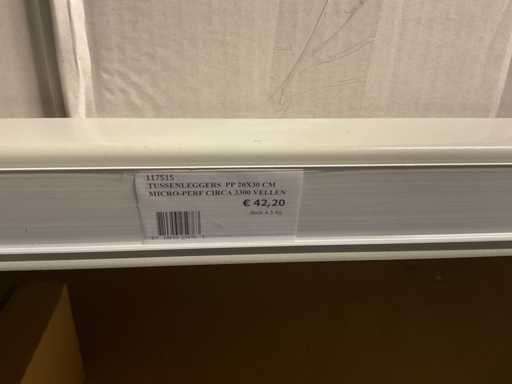 117515
TUSSENLEGGERS PP 20X30 CM
MICRO-PERF CIRCA 3300 VELLEN
€ 42,20